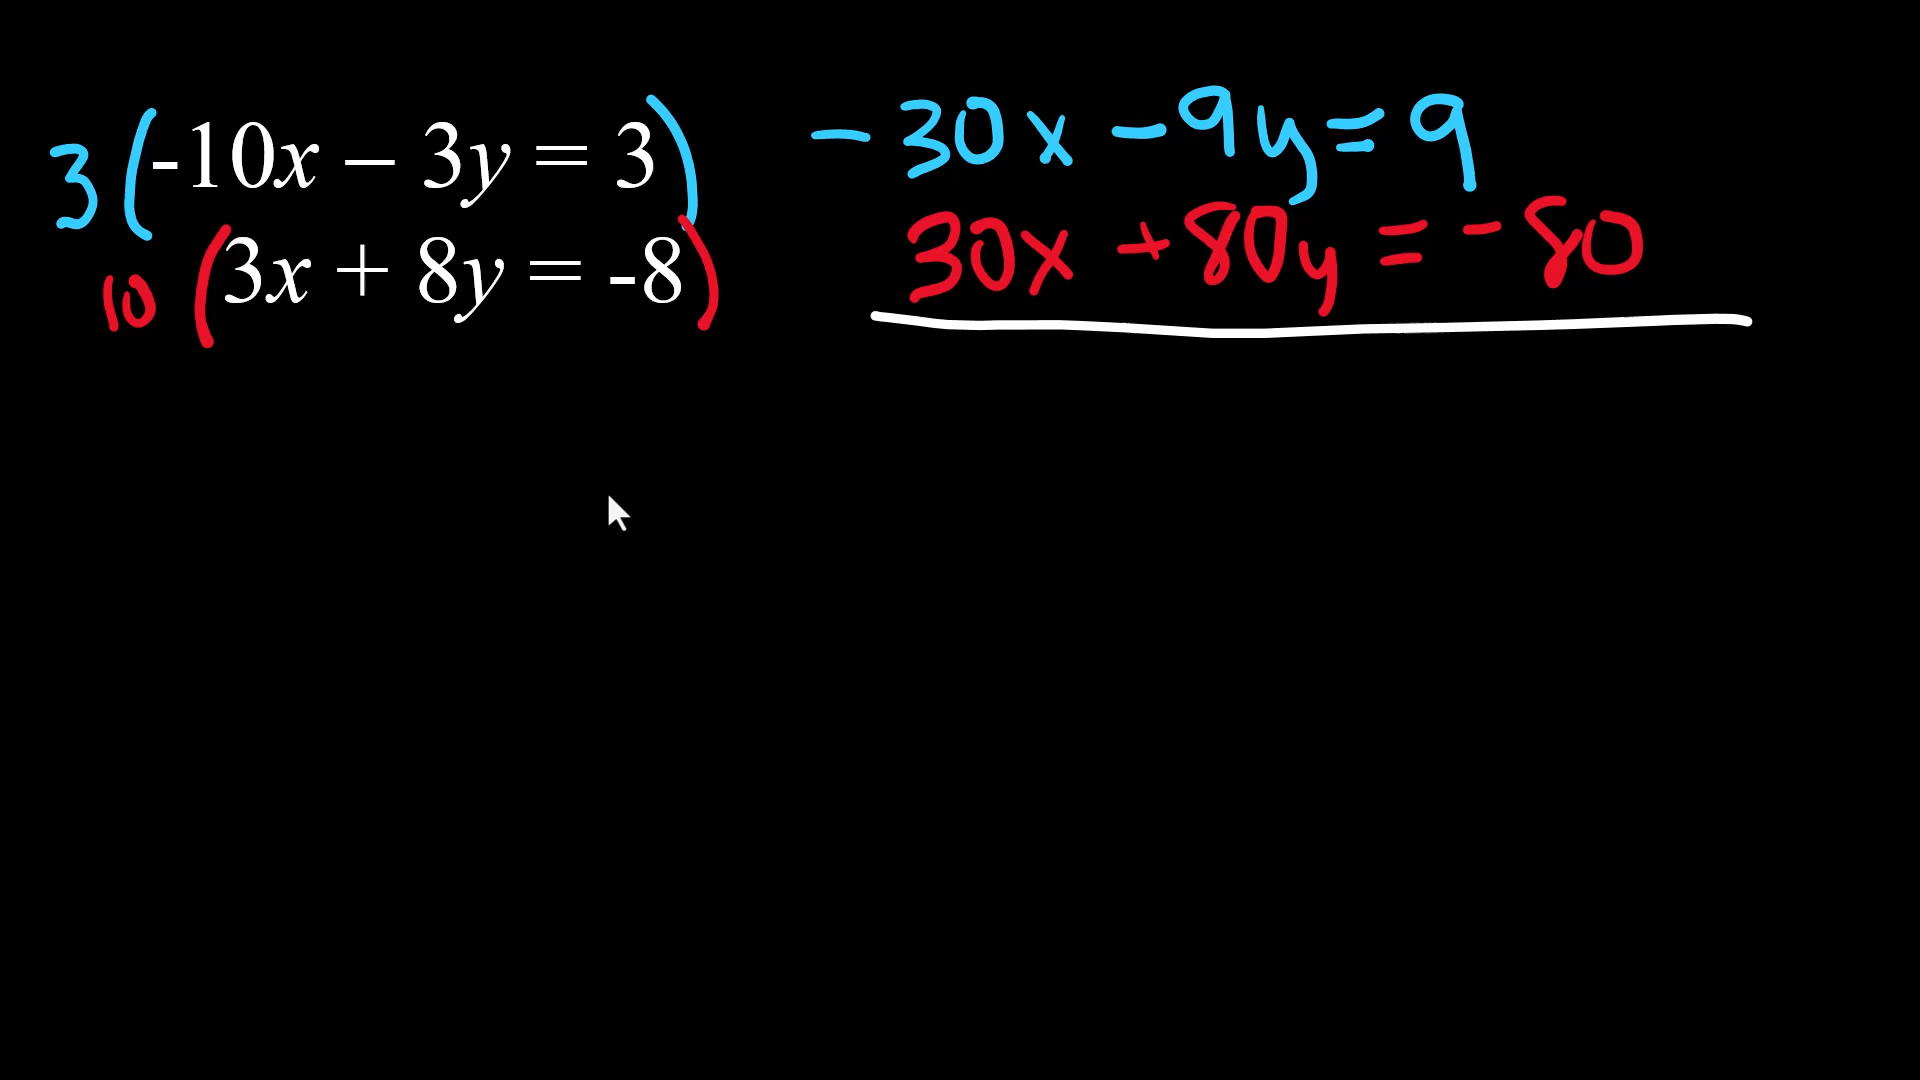 3 (-10x − 3y = 3)
10 (3x + 8y = -8)
-30x - 9y = 9
30x + 80y = -80